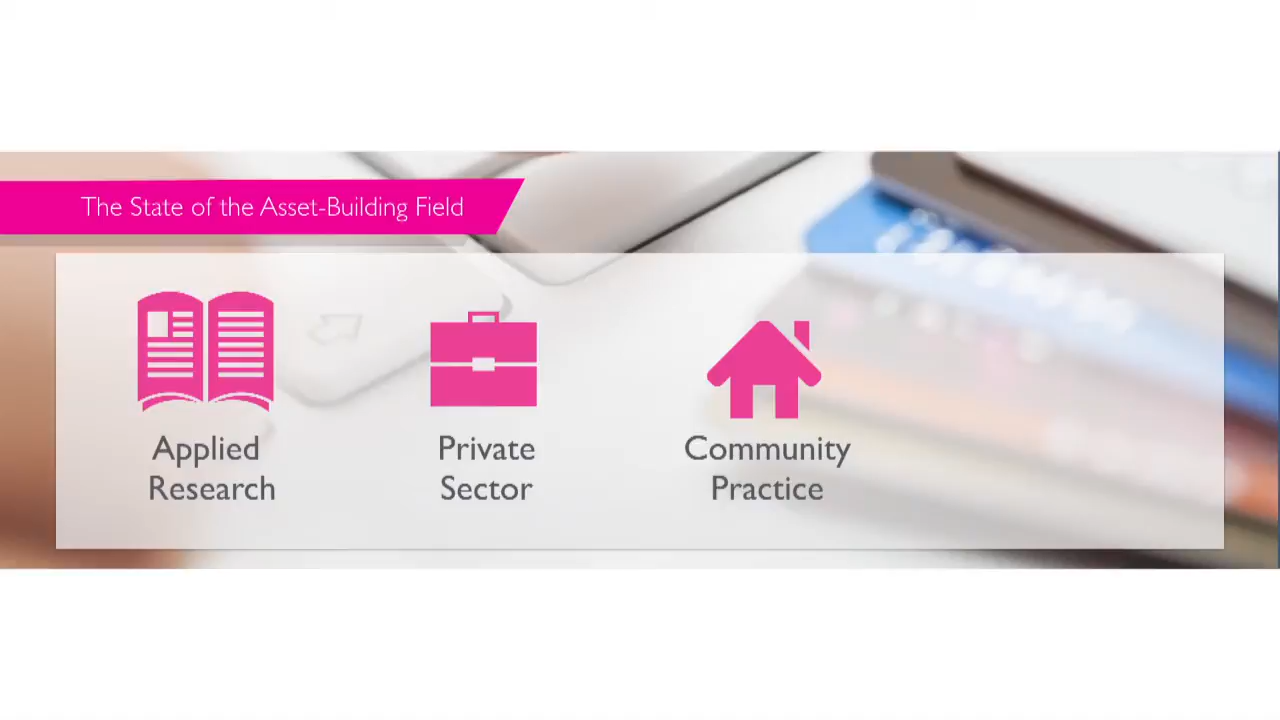 The State of the Asset-Building Field
Applied
Research
Private
Sector
Community
Practice